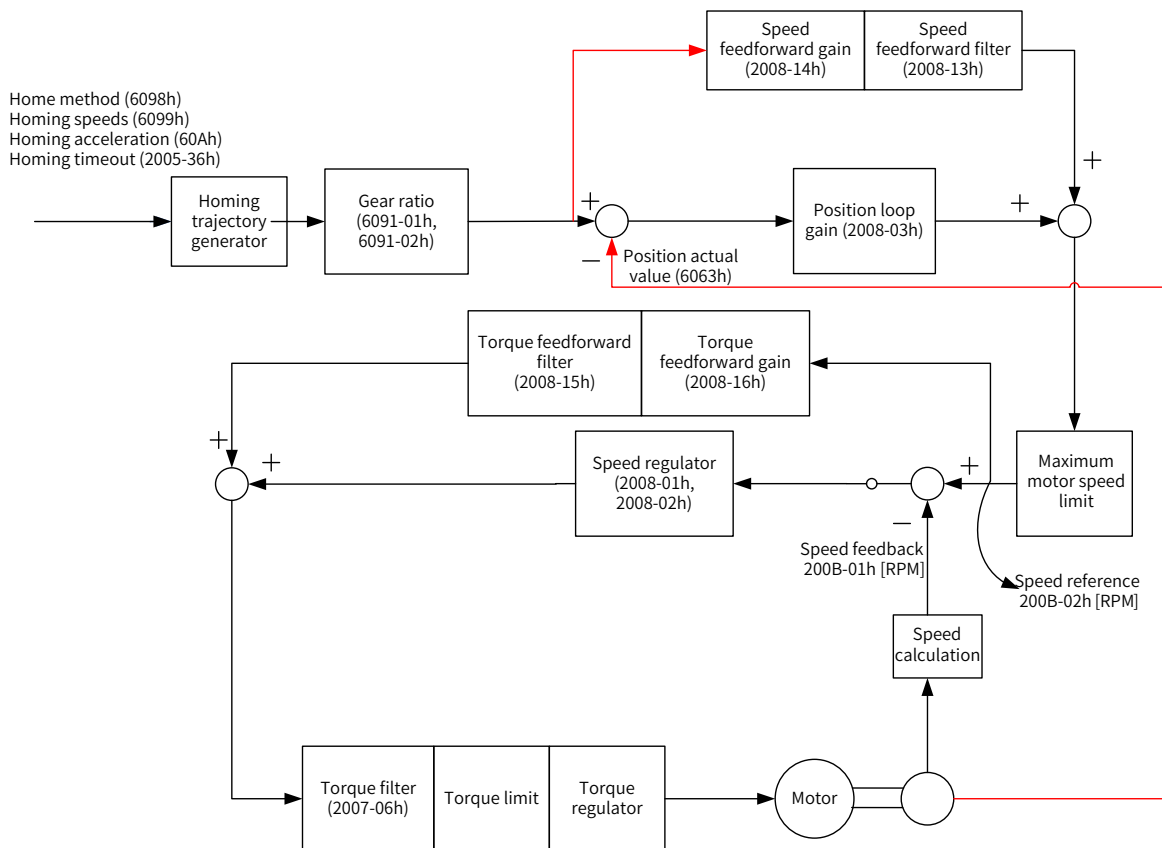 Speed
feedforward gain
(2008-14h)
Speed
feedforward filter
(2008-13h)
Home method (6098h)
Homing speeds (6099h)
Homing acceleration (60Ah)
Homing timeout (2005-36h)
Homing
trajectory
generator
Gear ratio
(6091-01h,
6091-02h)
+
−
Position actual
value (6063h)
Position loop
gain (2008-03h)
+
+
Torque feedforward
filter
(2008-15h)
Torque
feedforward gain
(2008-16h)
+
+
Speed regulator
(2008-01h,
2008-02h)
+
−
Maximum
motor speed
limit
Speed feedback
200B-01h [RPM]
Speed reference
200B-02h [RPM]
Speed
calculation
Torque filter
(2007-06h)
Torque limit
Torque
regulator
Motor